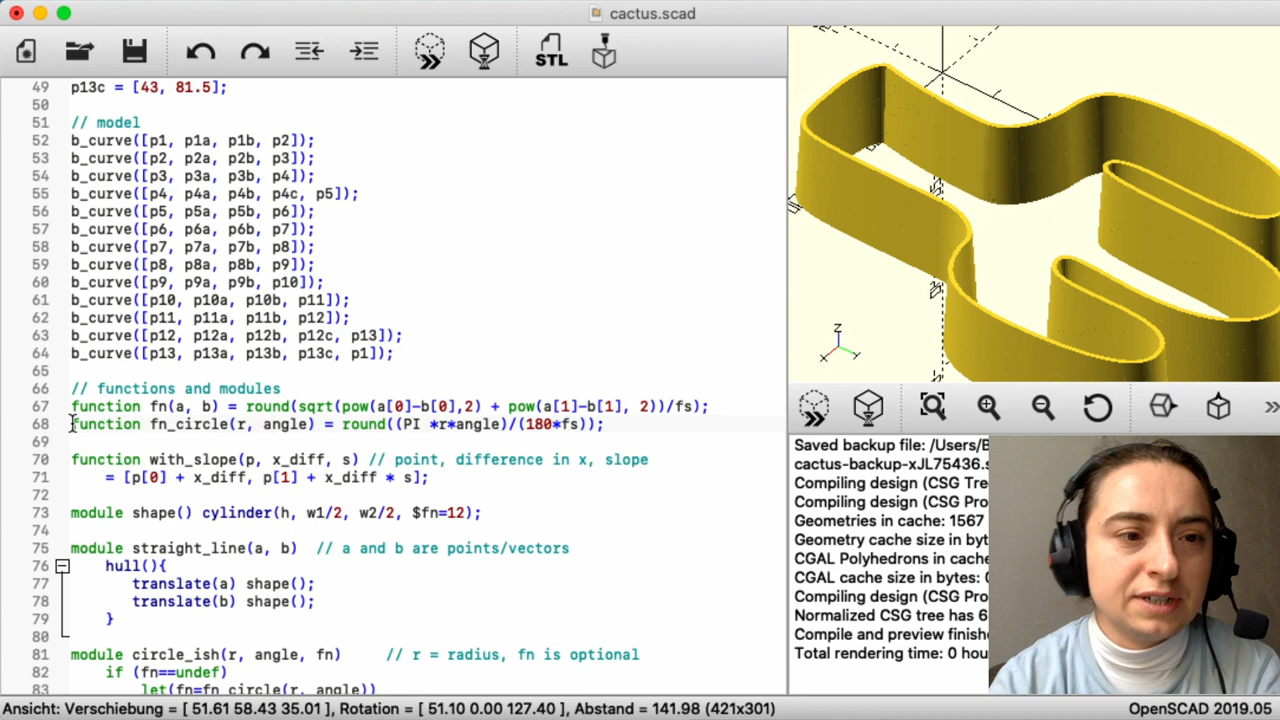 cactus.scad
STL
49 p13c = [43, 81.5];
50
51 // model
52 b_curve([p1, p1a, p1b, p2]);
53 b_curve([p2, p2a, p2b, p3]);
54 b_curve([p3, p3a, p3b, p4]);
55 b_curve([p4, p4a, p4b, p4c, p5]);
56 b_curve([p5, p5a, p5b, p6]);
57 b_curve([p6, p6a, p6b, p7]);
58 b_curve([p7, p7a, p7b, p8]);
59 b_curve([p8, p8a, p8b, p9]);
60 b_curve([p9, p9a, p9b, p10]);
61 b_curve([p10, p10a, p10b, p11]);
62 b_curve([p11, p11a, p11b, p12]);
63 b_curve([p12, p12a, p12b, p12c, p13]);
64 b_curve([p13, p13a, p13b, p13c, p1]);
65
66 // functions and modules
67 function fn(a, b) = round(sqrt(pow(a[0]-b[0],2) + pow(a[1]-b[1], 2))/fs);
68 function fn_circle(r, angle) = round((PI *r*angle)/(180*fs));
69
70 function with_slope(p, x_diff, s) // point, difference in x, slope
71 = [p[0] + x_diff, p[1] + x_diff * s];
72
73 module shape() cylinder(h, w1/2, w2/2, $fn=12);
74
75 module straight_line(a, b) // a and b are points/vectors
76 hull(){
77 translate(a) shape();
78 translate(b) shape();
79 }
80
81 module circle_ish(r, angle, fn) // r = radius, fn is optional
82 if (fn==undef)
83 let(fn=fn_circle(r, angle))
Z
X
Y
Saved backup file: /Users/B
cactus-backup-xJL75436.s
Compiling design (CSG Tre
Compiling design (CSG Pro
Geometries in cache: 1567
Geometry cache size in byt
CGAL Polyhedrons in cache
CGAL cache size in bytes: 0
Compiling design (CSG Pro
Normalized CSG tree has 6
Compile and preview finishe
Total rendering time: 0 hou
Ansicht: Verschiebung = [ 51.61 58.43 35.01 ], Rotation = [ 51.10 0.00 127.40 ], Abstand = 141.98 (421x301)
OpenSCAD 2019.05